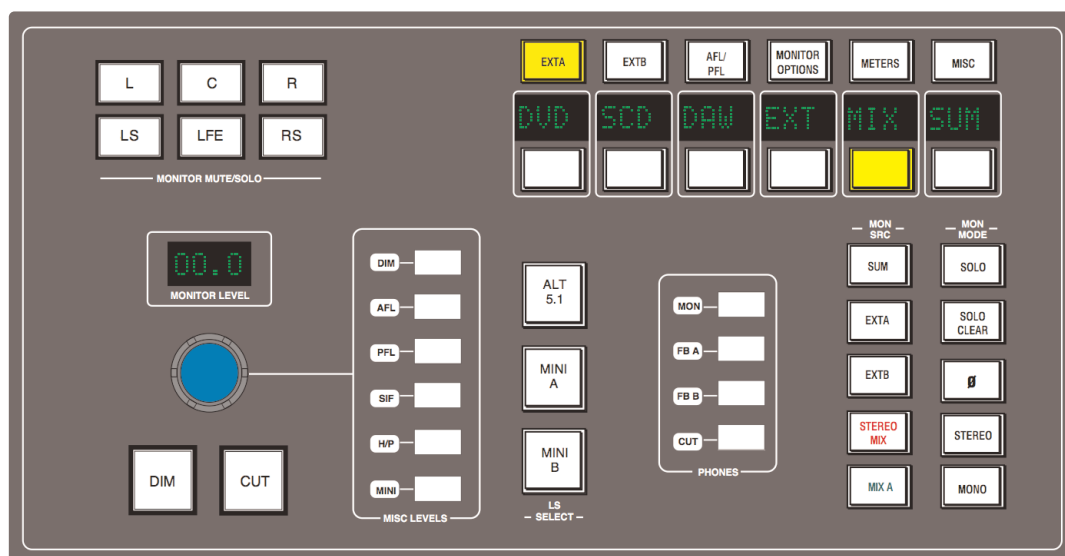 L C R
LS LFE RS
MONITOR MUTE/SOLO
EXTA EXTB AFL/ PFL MONITOR OPTIONS METERS MISC
DVD SCD DAW EXT MIX SUM
00.0
MONITOR LEVEL
DIM CUT
DIM
AFL
PFL
SIF
H/P
MINI
MISC LEVELS
ALT
5.1
MINI
A
MINI
B
LS
SELECT
MON
FB A
FB B
CUT
PHONES
MON
SRC
SUM
EXTA
EXTB
STEREO
MIX
MIX A
MON
MODE
SOLO
SOLO
CLEAR
Ø
STEREO
MONO